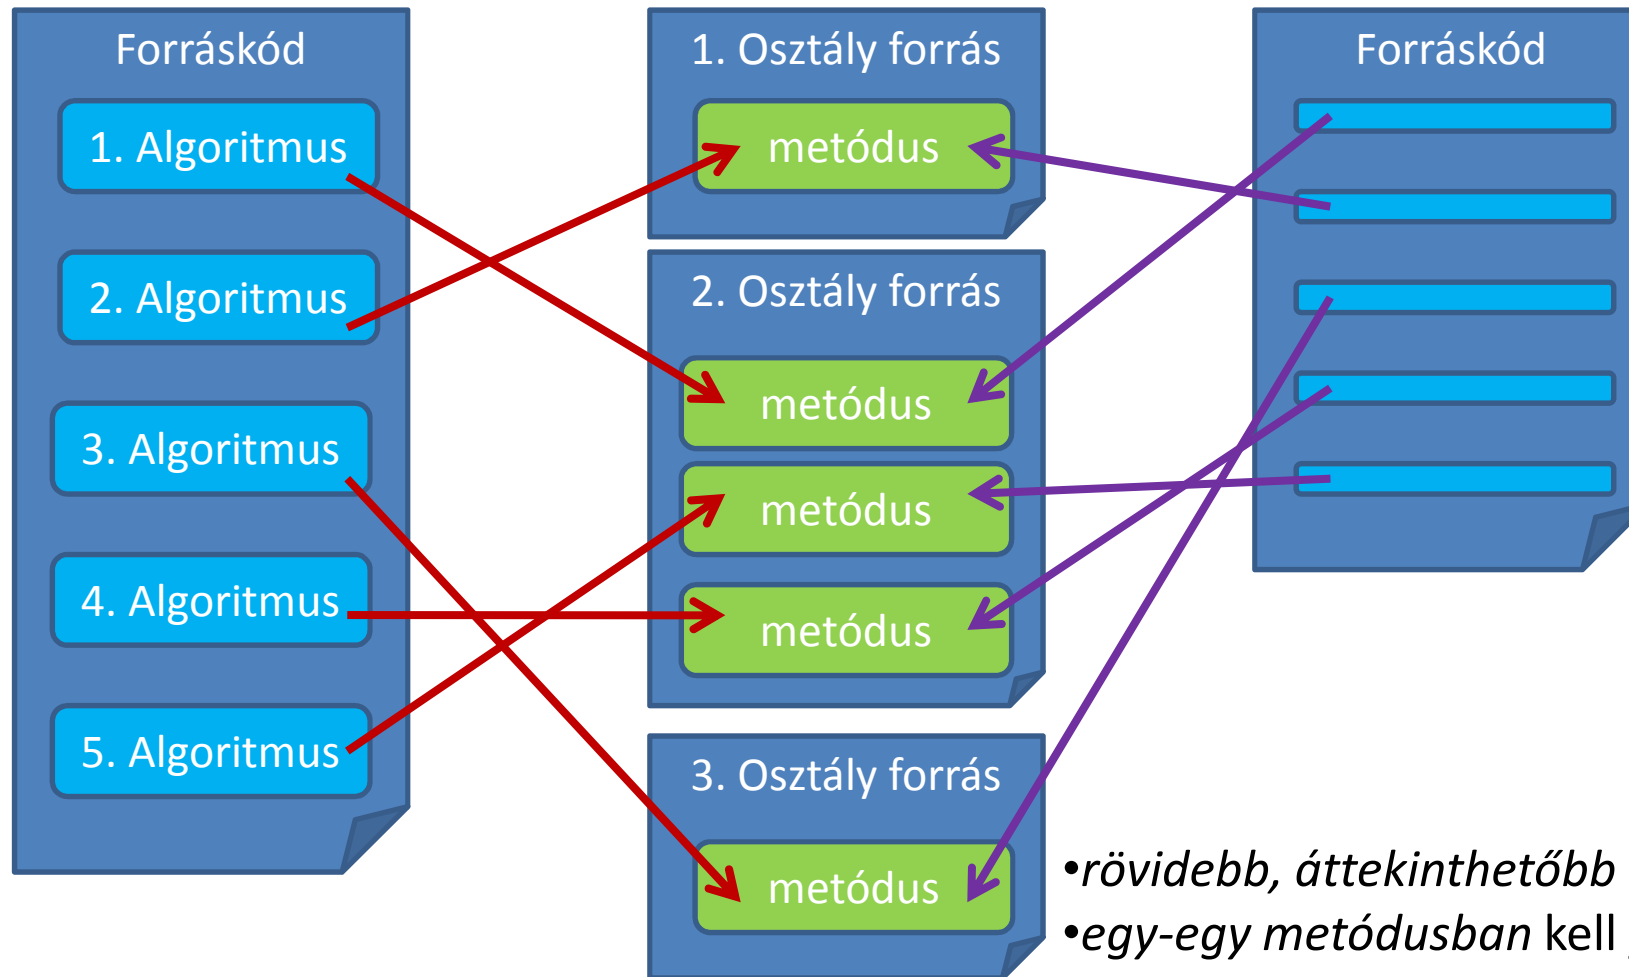 Forráskód
1. Algoritmus
2. Algoritmus
3. Algoritmus
4. Algoritmus
5. Algoritmus
1. Osztály forrás
metódus
2. Osztály forrás
metódus
metódus
metódus
3. Osztály forrás
metódus
Forráskód
•rövidebb, áttekinthetőbb
•egy-egy metódusban kell